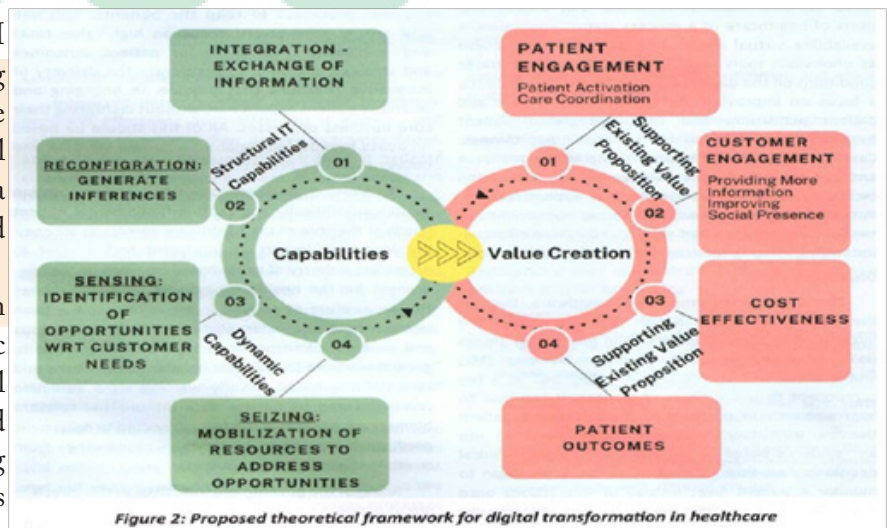 INTEGRATION -
EXCHANGE OF
INFORMATION
PATIENT
ENGAGEMENT
Patient Activation
Care Coordination
Structural IT
Capabilities
Supporting
Existing Value
Proposition
RECONFIGRATION:
GENERATE
INFERENCES
CUSTOMER
ENGAGEMENT
Providing More
Information
Improving
Social Presence
01
02
03
04
Capabilities
Value Creation
01
02
03
04
SENSING:
IDENTIFICATION
OF
OPPORTUNITIES
WRT CUSTOMER
NEEDS
COST
EFFECTIVENESS
Dynamic
Capabilities
Supporting
Existing Value
Proposition
SEIZING:
MOBILIZATION OF
RESOURCES TO
ADDRESS
OPPORTUNITIES
PATIENT
OUTCOMES
Figure 2: Proposed theoretical framework for digital transformation in healthcare